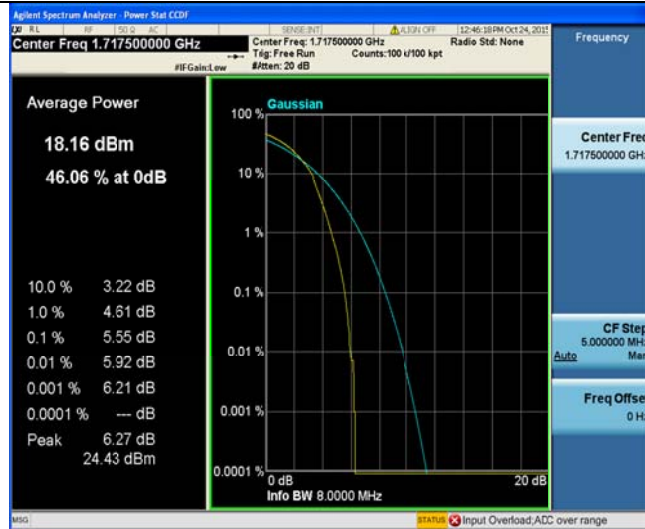 Agilent Spectrum Analyzer - Power Stat CCDF
RL RF 50 Ω AC SENSE:INT ALIGN OFF 12:46:18 PM Oct 24, 201
Center Freq 1.717500000 GHz
Center Freq: 1.717500000 GHz Radio Std: None
Trig: Free Run Counts:100 k/100 kpt
#IFGain:Low #Atten: 20 dB
Frequency
Average Power
18.16 dBm
46.06 % at 0dB
10.0 % 3.22 dB
1.0 % 4.61 dB
0.1 % 5.55 dB
0.01 % 5.92 dB
0.001 % 6.21 dB
0.0001 % --- dB
Peak 6.27 dB
24.43 dBm
Gaussian
100 %
10 %
1 %
0.1 %
0.01 %
0.001 %
0.0001 %
0 dB 20 dB
Info BW 8.0000 MHz
Center Freq
1.717500000 GHz
CF Step
5.000000 MHz
Auto Man
Freq Offse
0 Hz
MSG STATUS Input Overload;ADC over range